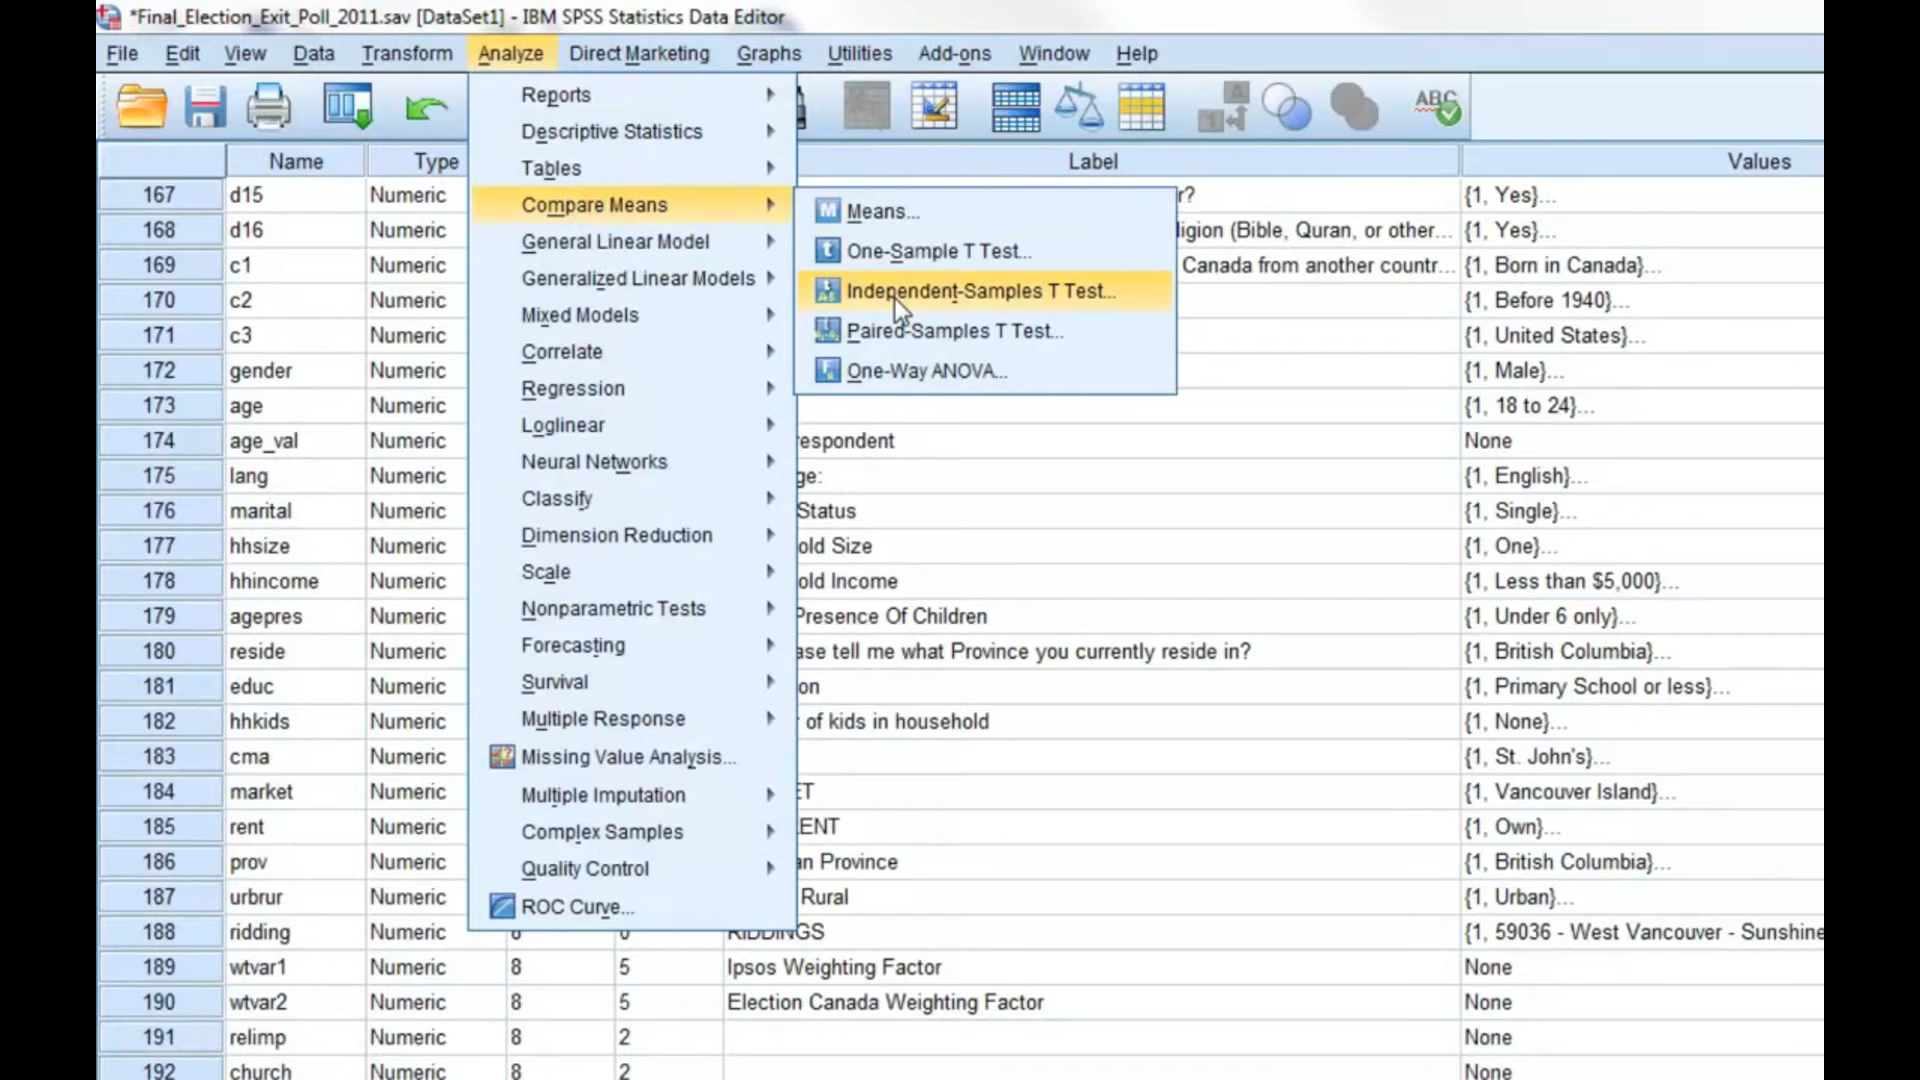 *Final_Election_Exit_Poll_2011.sav [DataSet1] - IBM SPSS Statistics Data Editor
File Edit View Data Transform Analyze Direct Marketing Graphs Utilities Add-ons Window Help
ABC
Name Type Label Values
Reports
Descriptive Statistics
Tables
Compare Means
General Linear Model
Generalized Linear Models
Mixed Models
Correlate
Regression
Loglinear
Neural Networks
Classify
Dimension Reduction
Scale
Nonparametric Tests
Forecasting
Survival
Multiple Response
Missing Value Analysis...
Multiple Imputation
Complex Samples
Quality Control
ROC Curve...
Means...
One-Sample T Test...
Independent-Samples T Test...
Paired-Samples T Test...
One-Way ANOVA...
167 d15 Numeric r? {1, Yes}...
168 d16 Numeric ligion (Bible, Quran, or other... {1, Yes}...
169 c1 Numeric Canada from another countr... {1, Born in Canada}...
170 c2 Numeric {1, Before 1940}...
171 c3 Numeric {1, United States}...
172 gender Numeric {1, Male}...
173 age Numeric {1, 18 to 24}...
174 age_val Numeric respondent None
175 lang Numeric ge: {1, English}...
176 marital Numeric Status {1, Single}...
177 hhsize Numeric old Size {1, One}...
178 hhincome Numeric old Income {1, Less than $5,000}...
179 agepres Numeric Presence Of Children {1, Under 6 only}...
180 reside Numeric ase tell me what Province you currently reside in? {1, British Columbia}...
181 educ Numeric on {1, Primary School or less}...
182 hhkids Numeric r of kids in household {1, None}...
183 cma Numeric {1, St. John's}...
184 market Numeric ET {1, Vancouver Island}...
185 rent Numeric ENT {1, Own}...
186 prov Numeric an Province {1, British Columbia}...
187 urbrur Numeric Rural {1, Urban}...
188 ridding Numeric 8 0 RIDDINGS {1, 59036 - West Vancouver - Sunshine
189 wtvar1 Numeric 8 5 Ipsos Weighting Factor None
190 wtvar2 Numeric 8 5 Election Canada Weighting Factor None
191 relimp Numeric 8 2 None
192 church Numeric 8 2 None